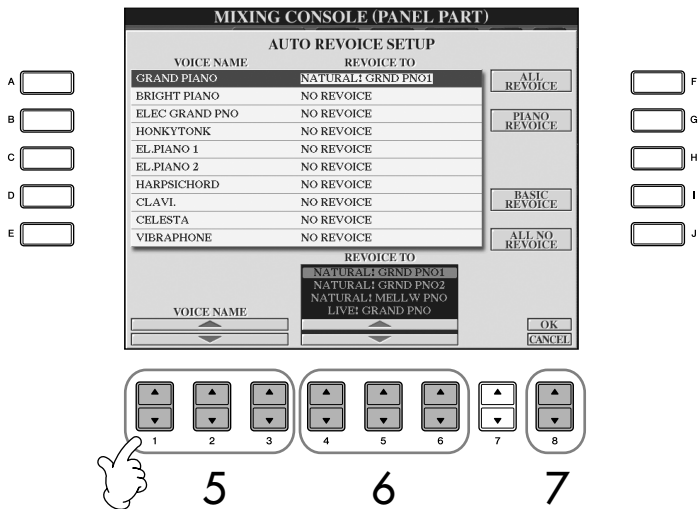 MIXING CONSOLE (PANEL PART)
AUTO REVOICE SETUP
VOICE NAME REVOICE TO
GRAND PIANO NATURAL! GRND PNO1
BRIGHT PIANO NO REVOICE
ELEC GRAND PNO NO REVOICE
HONKYTONK NO REVOICE
EL.PIANO 1 NO REVOICE
EL.PIANO 2 NO REVOICE
HARPSICHORD NO REVOICE
CLAVI. NO REVOICE
CELESTA NO REVOICE
VIBRAPHONE NO REVOICE
ALL REVOICE
PIANO REVOICE
BASIC REVOICE
ALL NO REVOICE
A
B
C
D
E
F
G
H
I
J
REVOICE TO
NATURAL! GRND PNO1
NATURAL! GRND PNO2
NATURAL! MELLW PNO
LIVE! GRAND PNO
VOICE NAME
OK
CANCEL
1 2 3 4 5 6 7 8
5 6 7